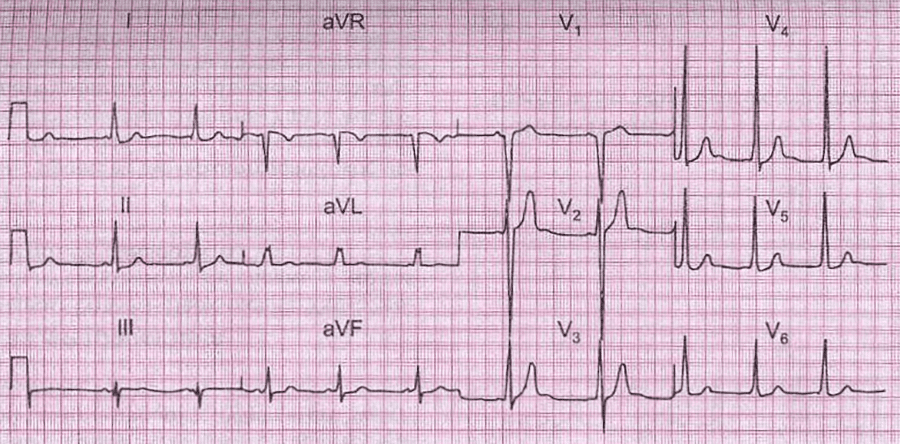 I aVR V₁ V₄
II aVL V₂ V₅
III aVF V₃ V₆